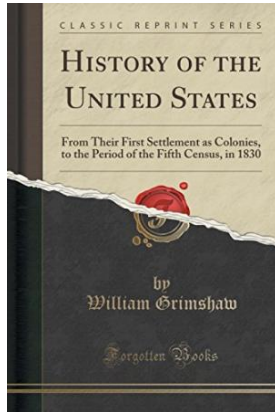 CLASSIC REPRINT SERIES
HISTORY OF THE
UNITED STATES
From Their First Settlement as Colonies,
to the Period of the Fifth Census, in 1830
by
William Grimshaw
Forgotten Books